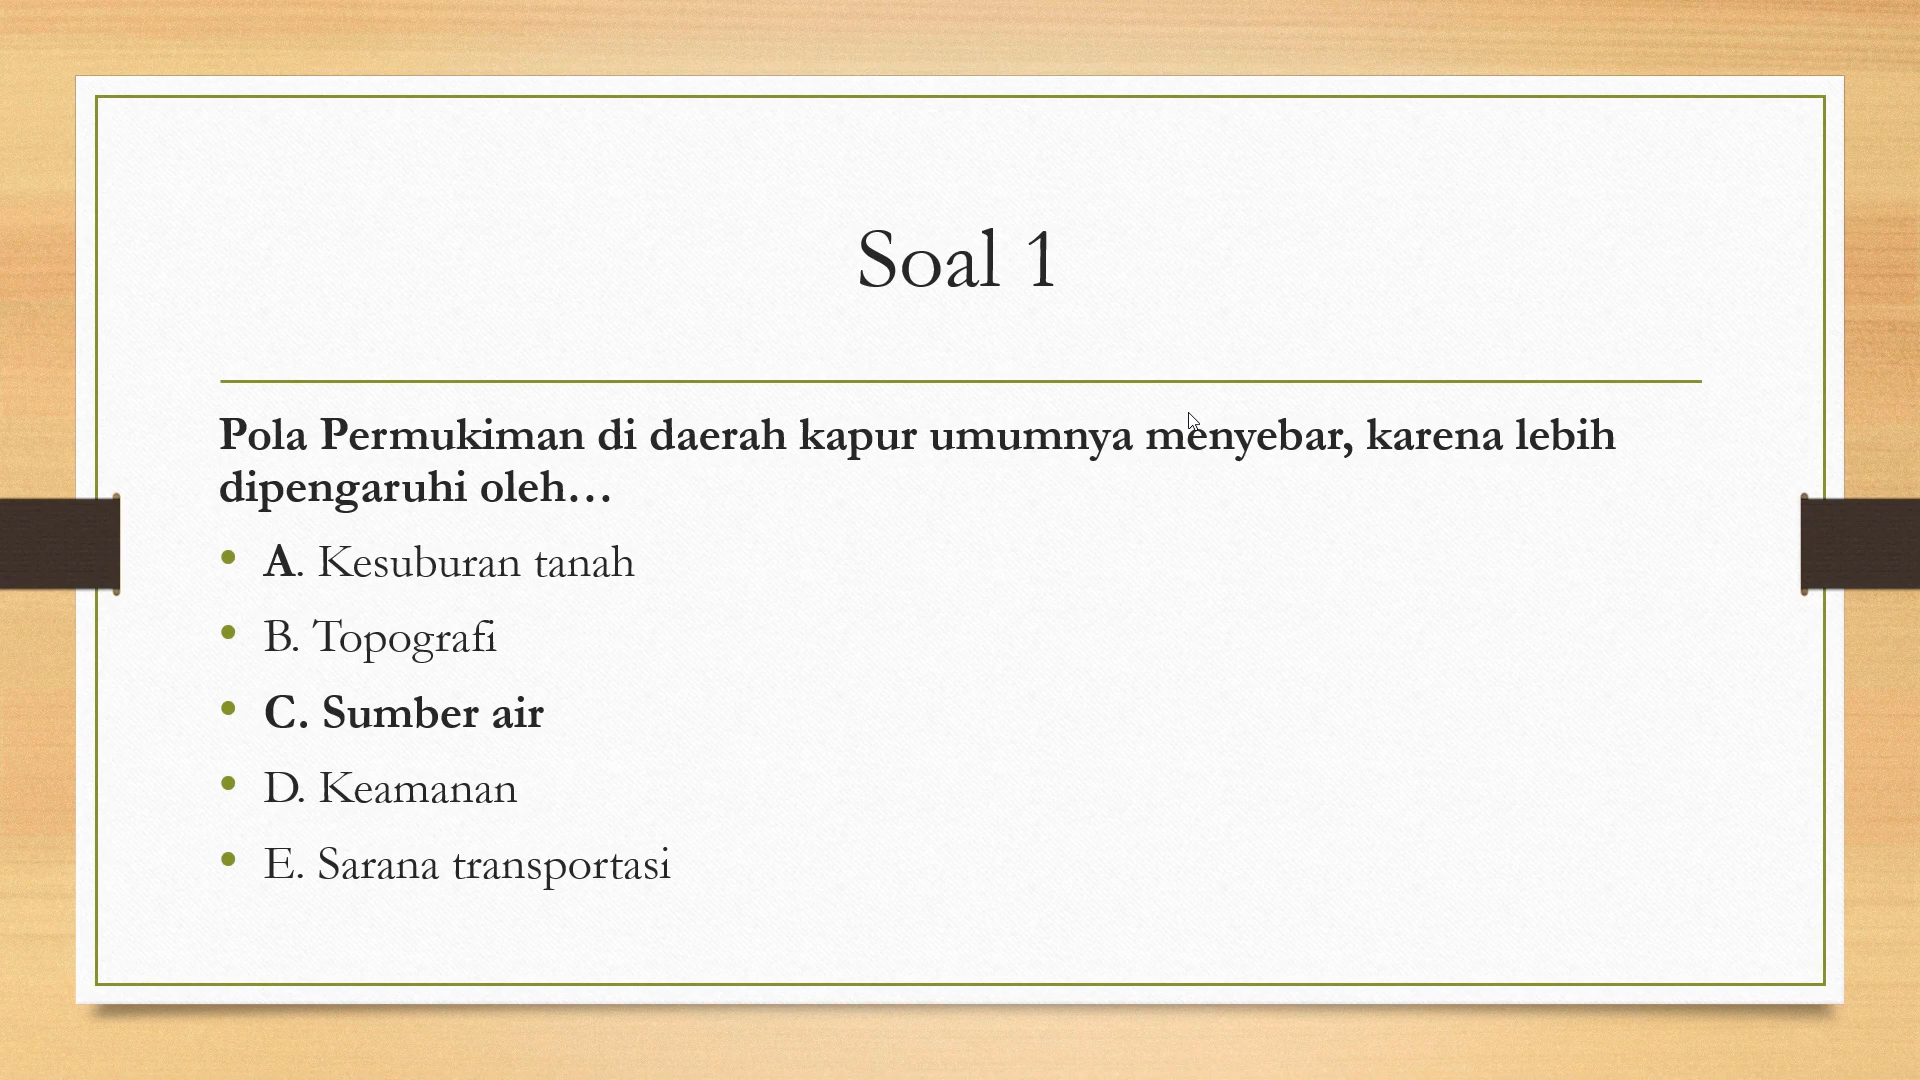 Soal 1
Pola Permukiman di daerah kapur umumnya menyebar, karena lebih
dipengaruhi oleh…
• A. Kesuburan tanah
• B. Topografi
• C. Sumber air
• D. Keamanan
• E. Sarana transportasi